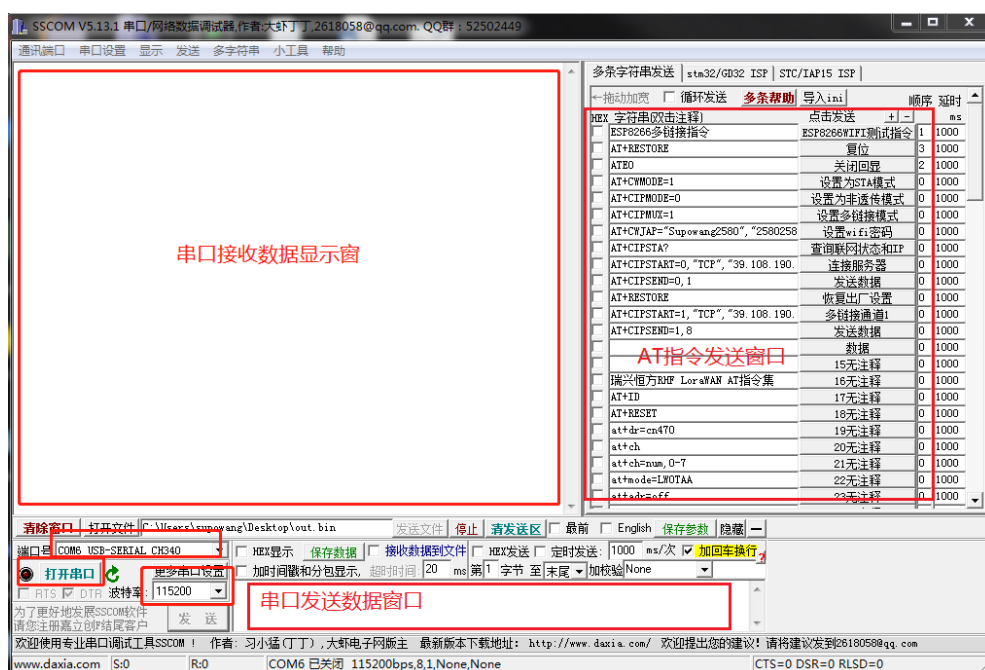 SSCOM V5.13.1 串口/网络数据调试器,作者:大虾丁丁,2618058@qq.com. QQ群：52502449
通讯端口 串口设置 显示 发送 多字符串 小工具 帮助
多条字符串发送 stm32/GD32 ISP STC/IAP15 ISP
←拖动加宽 循环发送 多条帮助 导入ini 顺序 延时
HEX 字符串(双击注释) 点击发送 + - ms
ESP8266多链接指令 ESP8266WIFI测试指令 1 1000
AT+RESTORE 复位 3 1000
ATE0 关闭回显 2 1000
AT+CWMODE=1 设置为STA模式 0 1000
AT+CIPMODE=0 设置为非透传模式 0 1000
AT+CIPMUX=1 设置多链接模式 0 1000
AT+CWJAP="Supowang2580","2580258 设置wifi密码 0 1000
AT+CIPSTA? 查询联网状态和IP 0 1000
AT+CIPSTART=0,"TCP","39.108.190. 连接服务器 0 1000
AT+CIPSEND=0,1 发送数据 0 1000
AT+RESTORE 恢复出厂设置 0 1000
AT+CIPSTART=1,"TCP","39.108.190. 多链接通道1 0 1000
AT+CIPSEND=1,8 发送数据 0 1000
数据 0 1000
15无注释 0 1000
瑞兴恒方RHF LoraWAN AT指令集 16无注释 0 1000
AT+ID 17无注释 0 1000
AT+RESET 18无注释 0 1000
at+dr=cn470 19无注释 0 1000
at+ch 20无注释 0 1000
at+ch=num,0-7 21无注释 0 1000
at+mode=LWOTAA 22无注释 0 1000
at+adr=off 23无注释 0 1000
串口接收数据显示窗
AT指令发送窗口
清除窗口 打开文件 C:\Users\supowang\Desktop\out.bin 发送文件 停止 清发送区 最前 English 保存参数 隐藏 －
端口号 COM6 USB-SERIAL CH340 HEX显示 保存数据 接收数据到文件 HEX发送 定时发送: 1000 ms/次 加回车换行 ?
打开串口 更多串口设置 加时间戳和分包显示, 超时时间: 20 ms 第1 字节 至 末尾 加校验 None
RTS DTR 波特率: 115200
串口发送数据窗口
为了更好地发展SSCOM软件
请您注册嘉立创F结尾客户
发 送
欢迎使用专业串口调试工具SSCOM ! 作者: 习小猛(丁丁),大虾电子网版主 最新版本下载地址: http://www.daxia.com/ 欢迎提出您的建议! 请将建议发到2618058@qq.com
www.daxia.com S:0 R:0 COM6 已关闭 115200bps,8,1,None,None CTS=0 DSR=0 RLSD=0